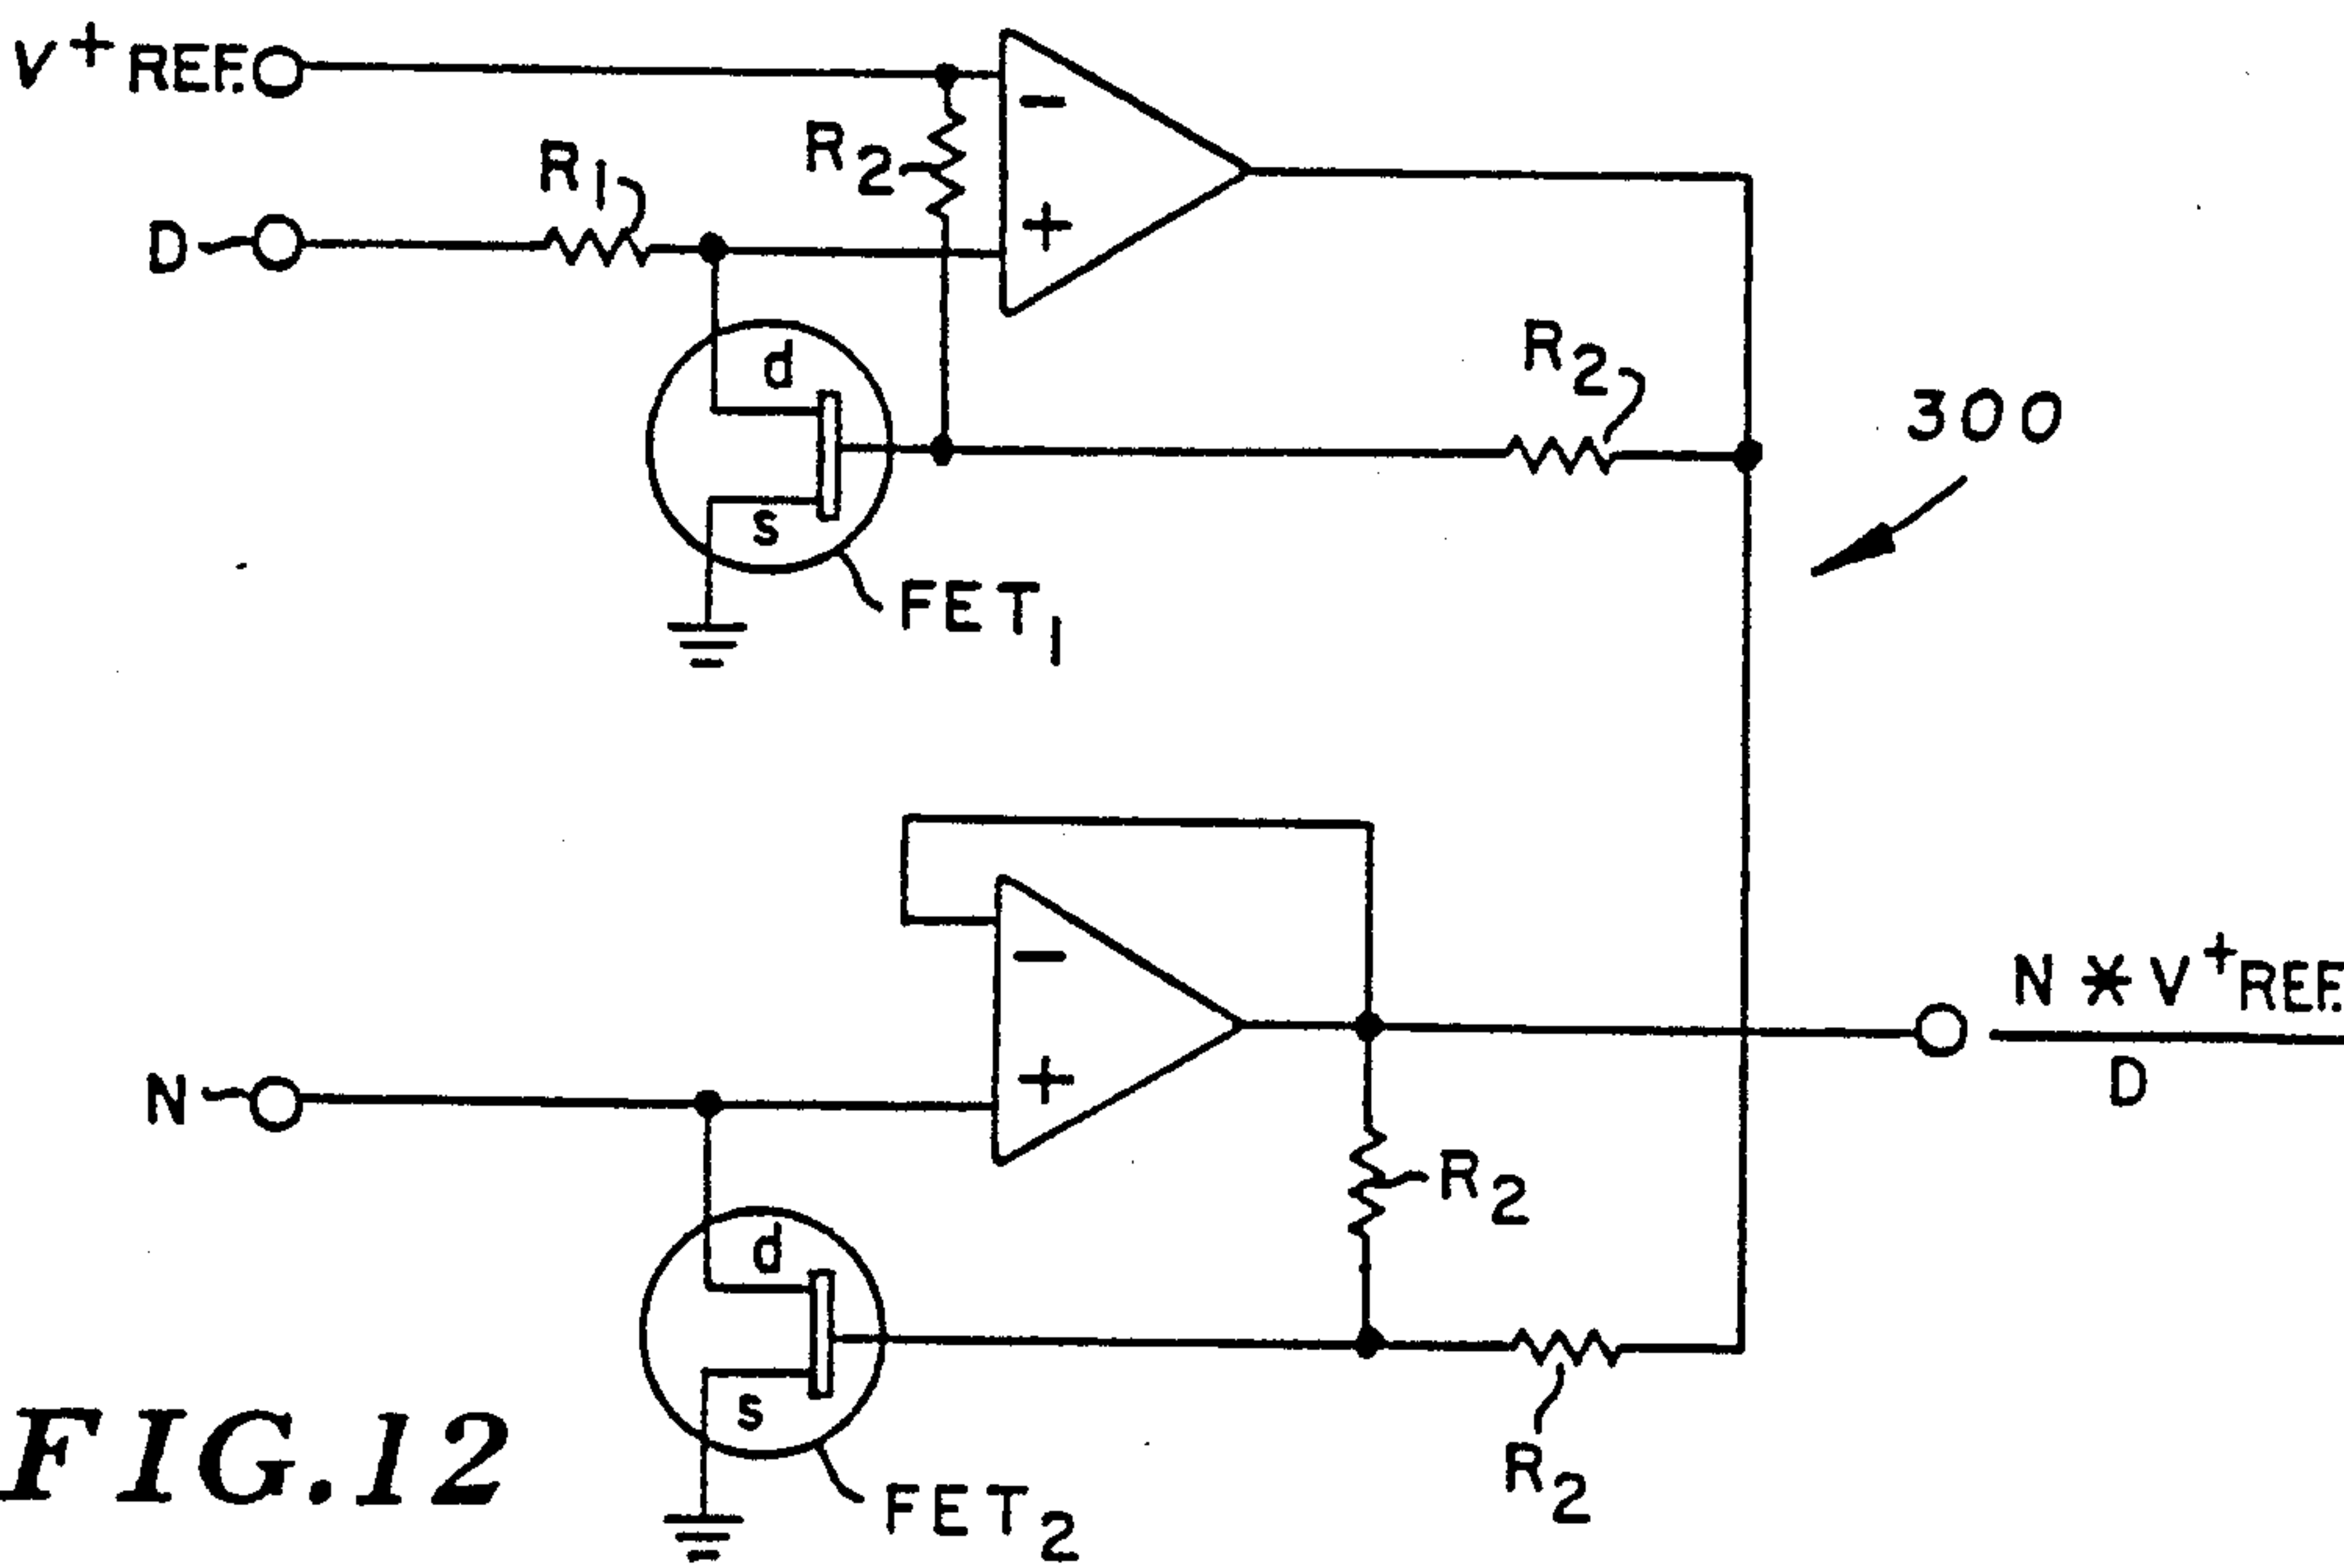 V+ REF.
R1
R2
-
D
+
R2
300
d
s
FET1
-
N * V+ REF.
D
N
+
R2
d
s
FET2
R2
FIG. 12